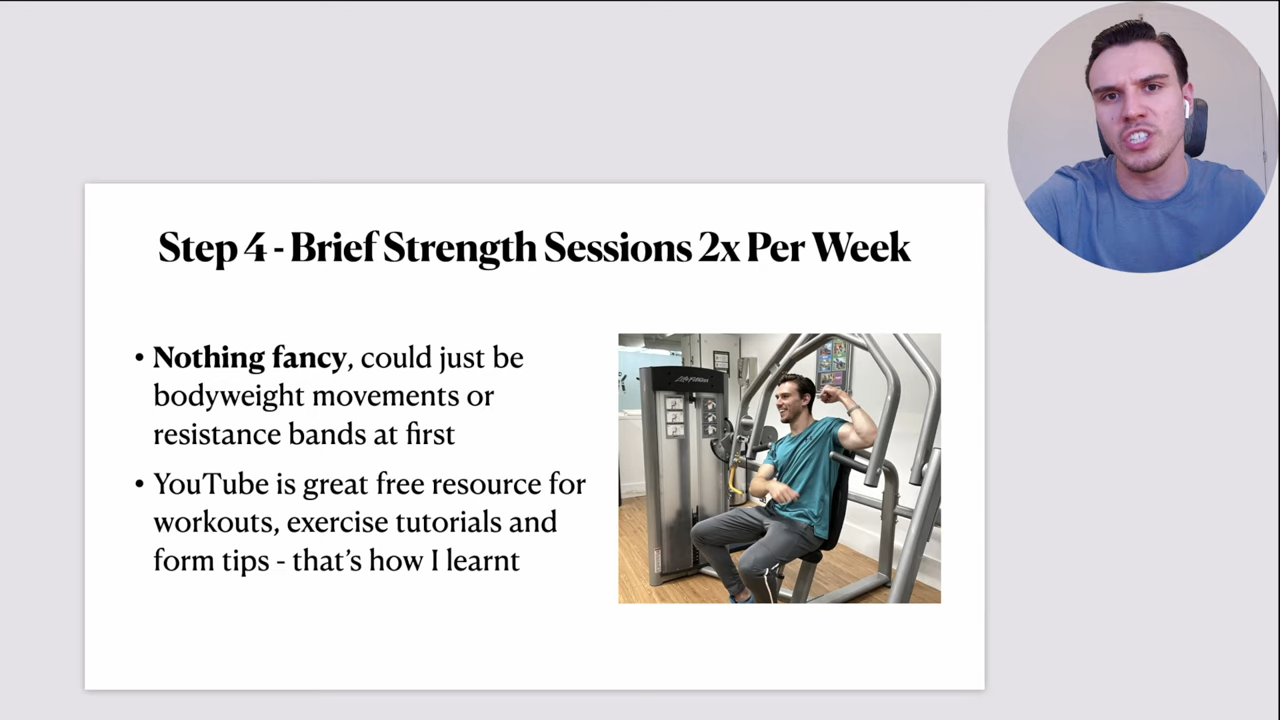 Step 4 - Brief Strength Sessions 2x Per Week
• Nothing fancy, could just be
bodyweight movements or
resistance bands at first
• YouTube is great free resource for
workouts, exercise tutorials and
form tips - that's how I learnt
Life Fitness